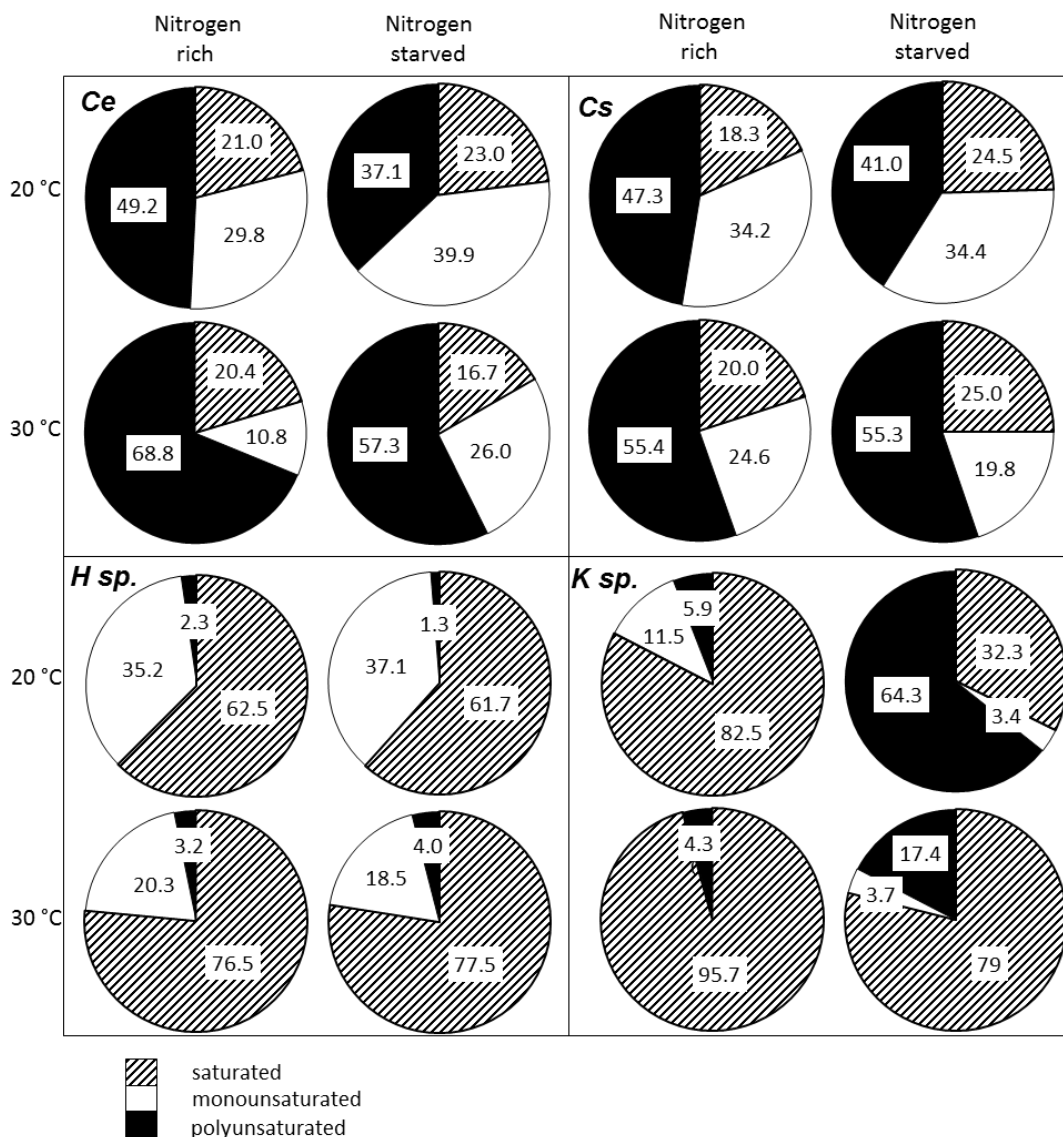 Nitrogen
rich
Nitrogen
starved
Nitrogen
rich
Nitrogen
starved
Ce
Cs
20 °C
21.0
49.2
29.8
23.0
37.1
39.9
18.3
47.3
34.2
24.5
41.0
34.4
30 °C
20.4
10.8
68.8
16.7
57.3
26.0
20.0
55.4
24.6
25.0
55.3
19.8
H sp.
K sp.
20 °C
2.3
35.2
62.5
1.3
37.1
61.7
5.9
11.5
82.5
32.3
64.3
3.4
30 °C
3.2
20.3
76.5
4.0
18.5
77.5
4.3
95.7
17.4
3.7
79
saturated
monounsaturated
polyunsaturated